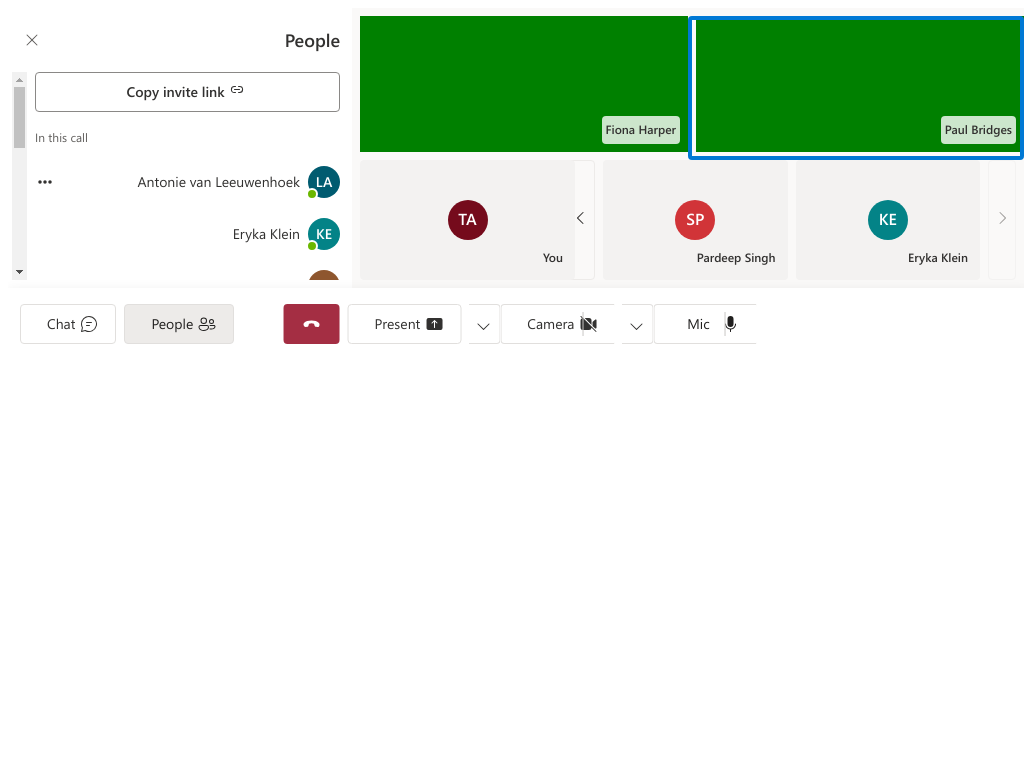 People
Copy invite link
In this call
Antonie van Leeuwenhoek
LA
Eryka Klein
KE
Fiona Harper
Paul Bridges
TA
You
SP
Pardeep Singh
KE
Eryka Klein
Chat
People
Present
Camera
Mic